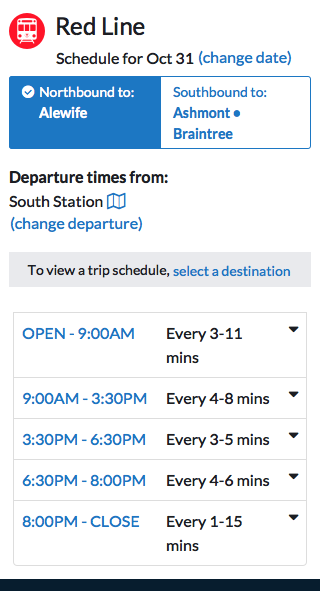 Red Line
Schedule for Oct 31 (change date)
Northbound to:
Alewife
Southbound to:
Ashmont •
Braintree
Departure times from:
South Station
(change departure)
To view a trip schedule, select a destination
OPEN - 9:00AM Every 3-11
mins
9:00AM - 3:30PM Every 4-8 mins
3:30PM - 6:30PM Every 3-5 mins
6:30PM - 8:00PM Every 4-6 mins
8:00PM - CLOSE Every 1-15
mins